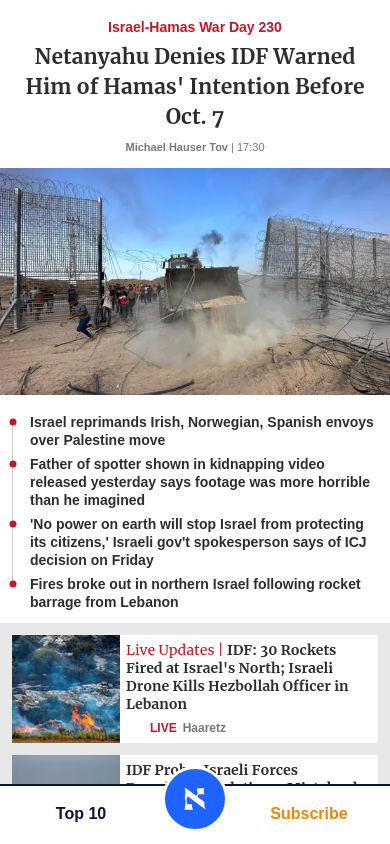 Israel-Hamas War Day 230
Netanyahu Denies IDF Warned
Him of Hamas' Intention Before
Oct. 7
Michael Hauser Tov | 17:30
Israel reprimands Irish, Norwegian, Spanish envoys
over Palestine move
Father of spotter shown in kidnapping video
released yesterday says footage was more horrible
than he imagined
'No power on earth will stop Israel from protecting
its citizens,' Israeli gov't spokesperson says of ICJ
decision on Friday
Fires broke out in northern Israel following rocket
barrage from Lebanon
Live Updates | IDF: 30 Rockets
Fired at Israel's North; Israeli
Drone Kills Hezbollah Officer in
Lebanon
LIVE Haaretz
IDF Israeli Forces
Top 10
Subscribe